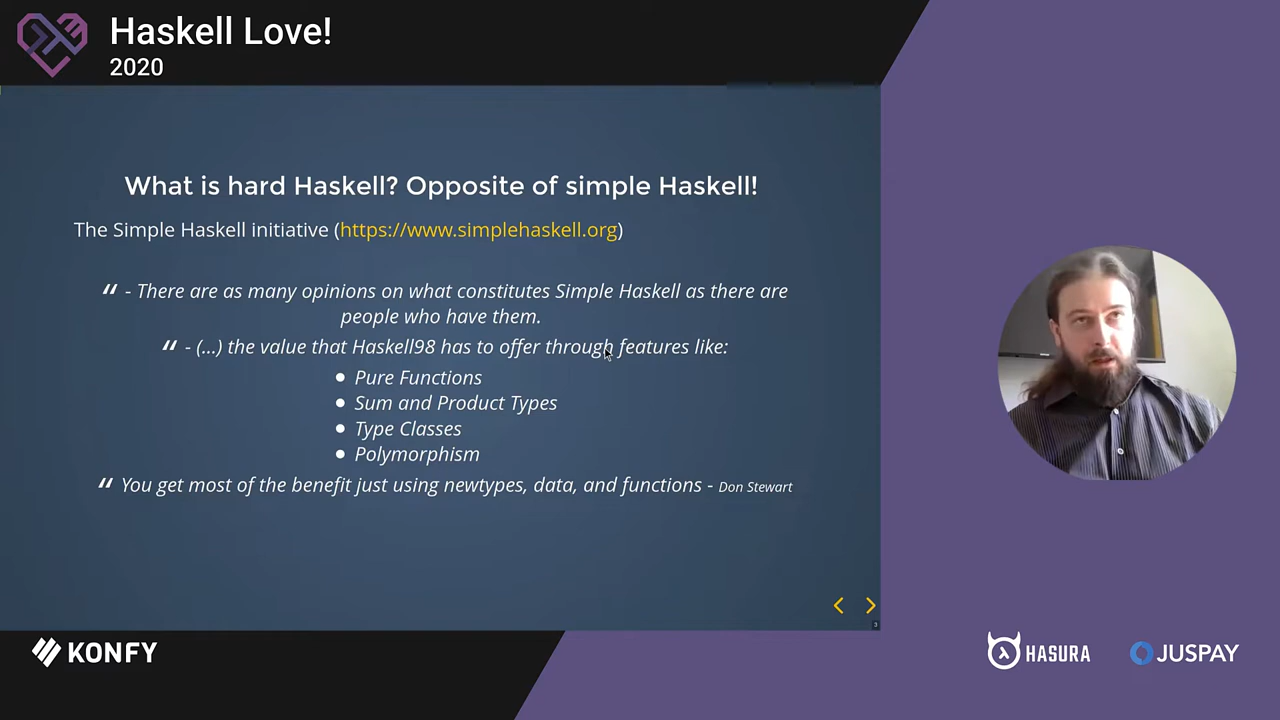 Haskell Love!
2020
What is hard Haskell? Opposite of simple Haskell!
The Simple Haskell initiative (https://www.simplehaskell.org)
“ - There are as many opinions on what constitutes Simple Haskell as there are
people who have them.
“ - (...) the value that Haskell98 has to offer through features like:
• Pure Functions
• Sum and Product Types
• Type Classes
• Polymorphism
“ You get most of the benefit just using newtypes, data, and functions - Don Stewart
3
KONFY
HASURA
JUSPAY